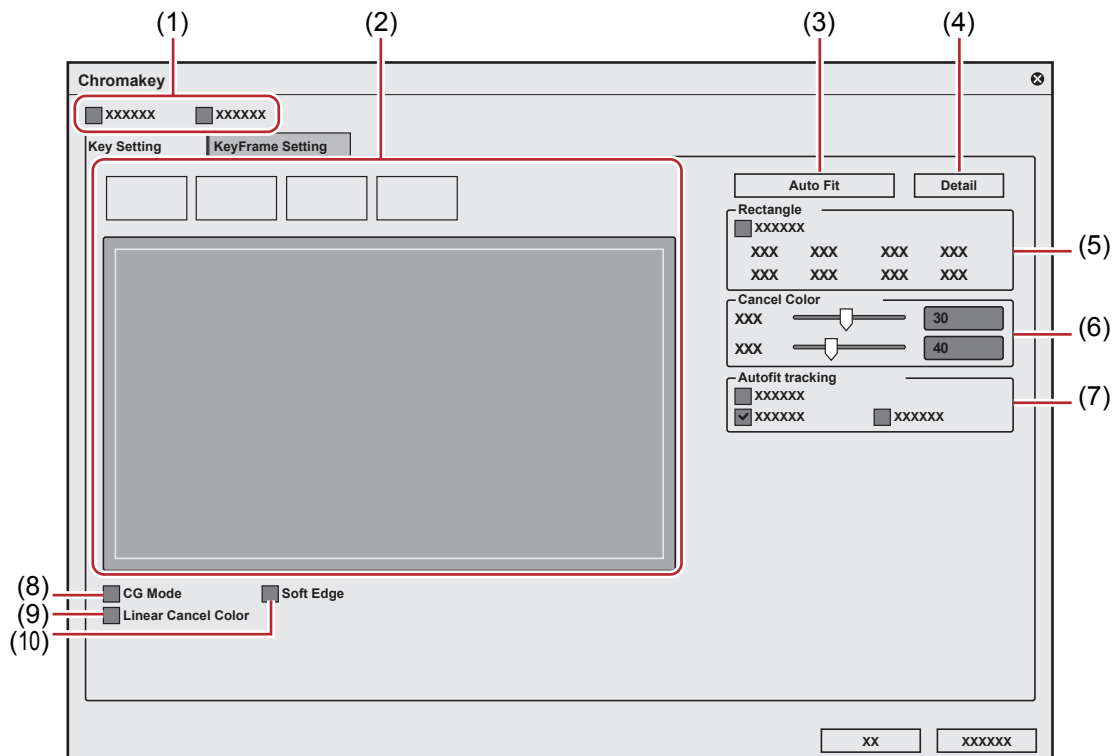 (1) (2) (3) (4)
Chromakey
xxxxxx xxxxxx
Key Setting KeyFrame Setting
Auto Fit Detail
Rectangle
xxxxxx
xxx xxx xxx xxx
xxx xxx xxx xxx
(5)
Cancel Color
xxx 30
xxx 40
(6)
Autofit tracking
xxxxxx
xxxxxx xxxxxx
(7)
(8) CG Mode Soft Edge
(9) Linear Cancel Color
(10)
xx xxxxxx